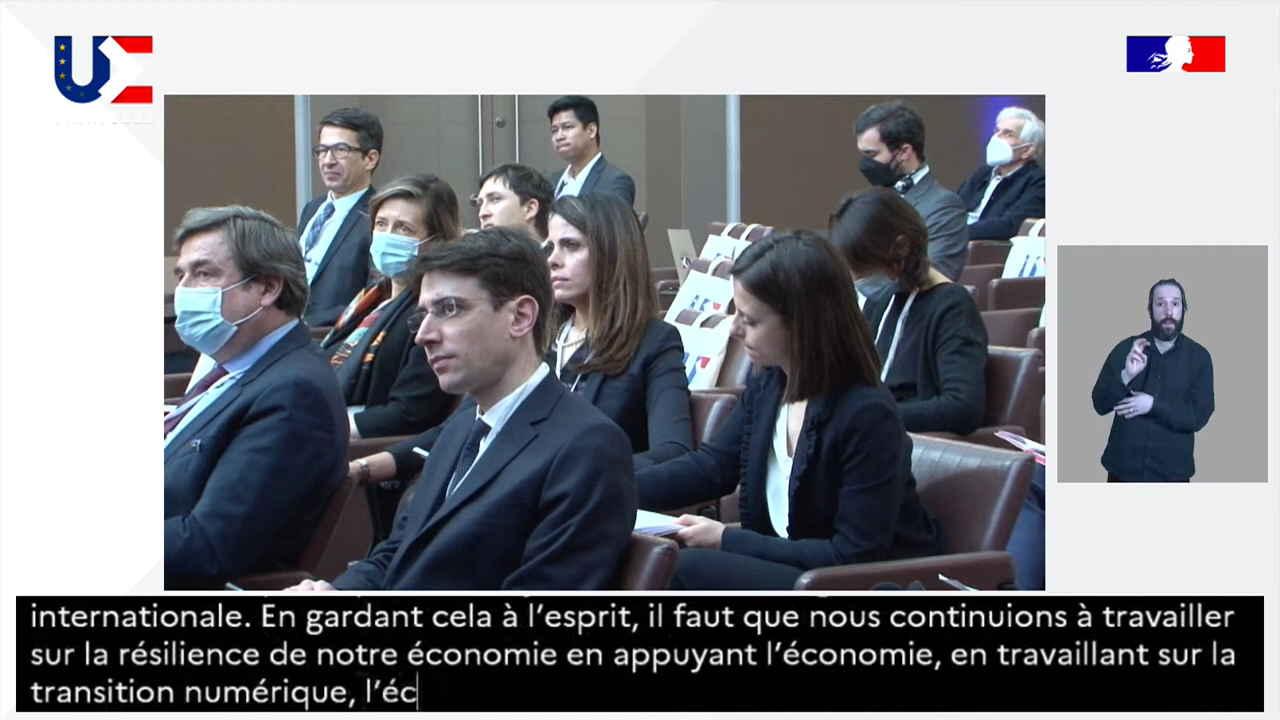 UE
internationale. En gardant cela à l'esprit, il faut que nous continuions à travailler
sur la résilience de notre économie en appuyant l'économie, en travaillant sur la
transition numérique, l'éc